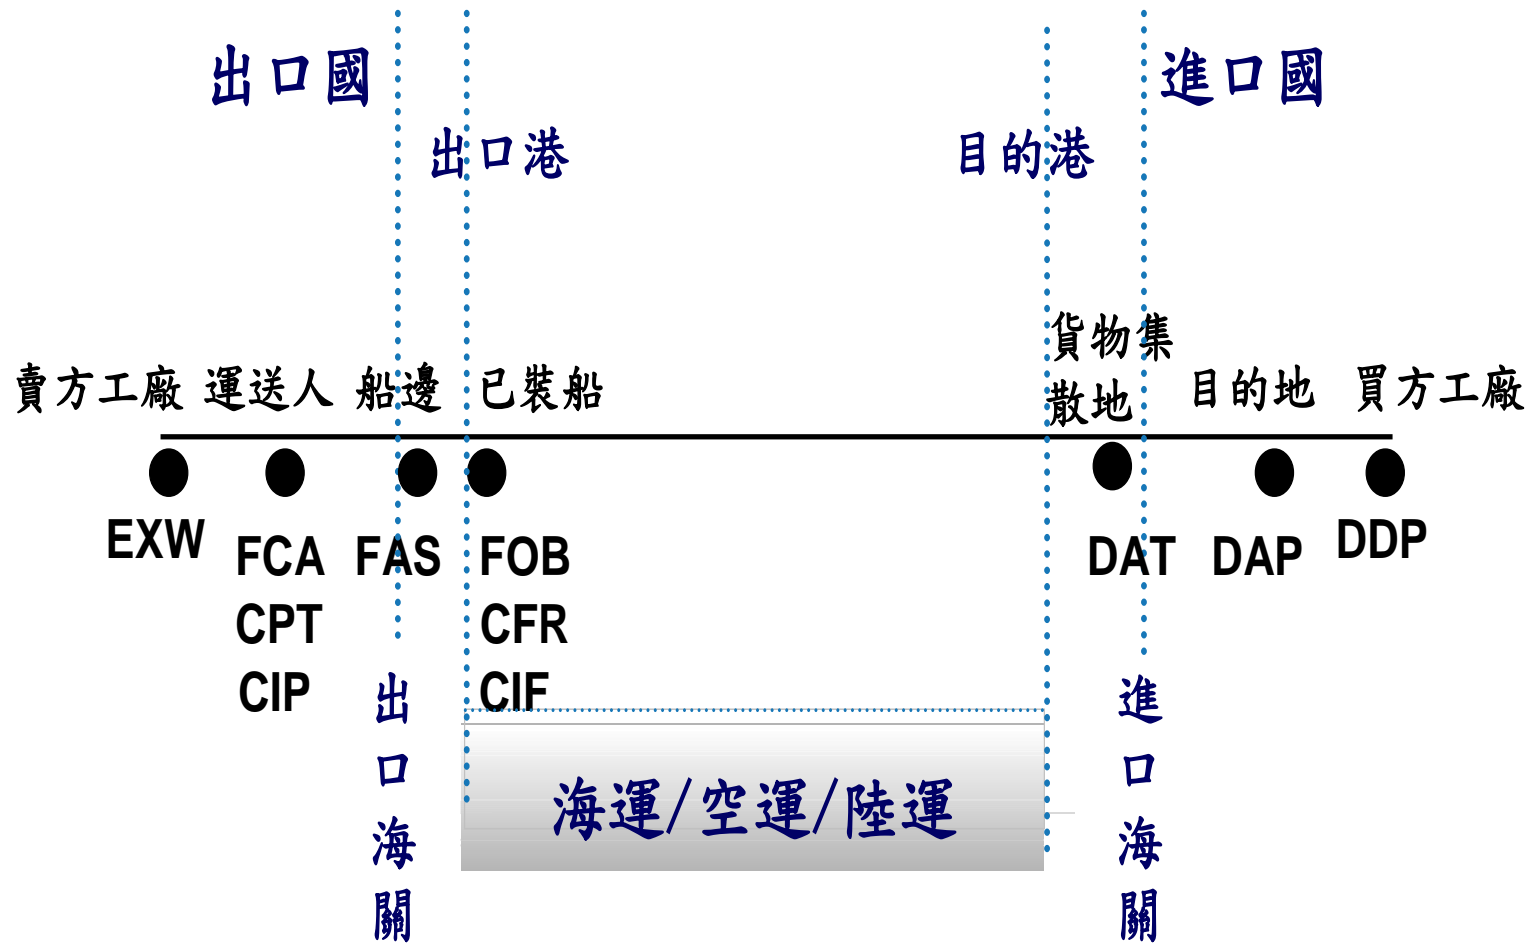 出口國
進口國
出口港
目的港
貨物集
散地
賣方工廠
運送人
船邊
已裝船
目的地
買方工廠
EXW
FCA
CPT
CIP
FAS
FOB
CFR
CIF
DAT
DAP
DDP
出
口
海
關
進
口
海
關
海運/空運/陸運